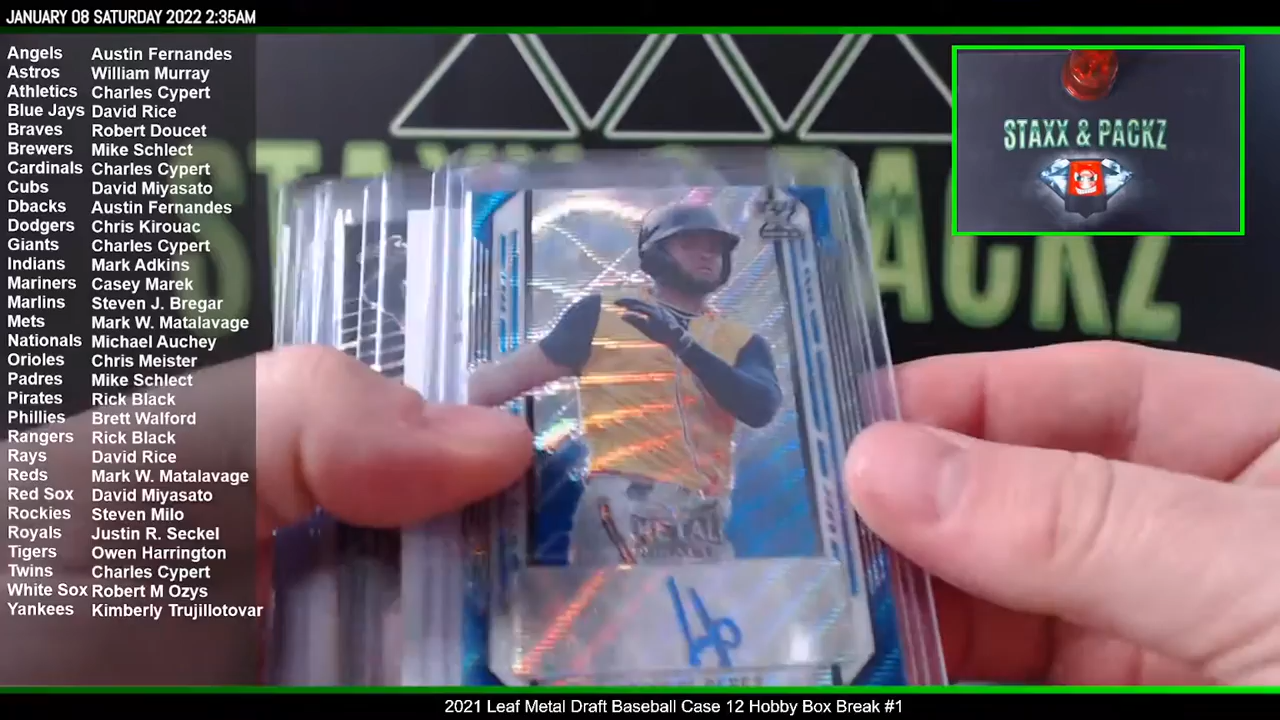 JANUARY 08 SATURDAY 2022 2:35AM
Angels Austin Fernandes
Astros William Murray
Athletics Charles Cypert
Blue Jays David Rice
Braves Robert Doucet
Brewers Mike Schlect
Cardinals Charles Cypert
Cubs David Miyasato
Dbacks Austin Fernandes
Dodgers Chris Kirouac
Giants Charles Cypert
Indians Mark Adkins
Mariners Casey Marek
Marlins Steven J. Bregar
Mets Mark W. Matalavage
Nationals Michael Auchey
Orioles Chris Meister
Padres Mike Schlect
Pirates Rick Black
Phillies Brett Walford
Rangers Rick Black
Rays David Rice
Reds Mark W. Matalavage
Red Sox David Miyasato
Rockies Steven Milo
Royals Justin R. Seckel
Tigers Owen Harrington
Twins Charles Cypert
White Sox Robert M Ozys
Yankees Kimberly Trujillotovar
STAXX & PACKZ
STAXX & PACKZ
METAL
2021 Leaf Metal Draft Baseball Case 12 Hobby Box Break #1